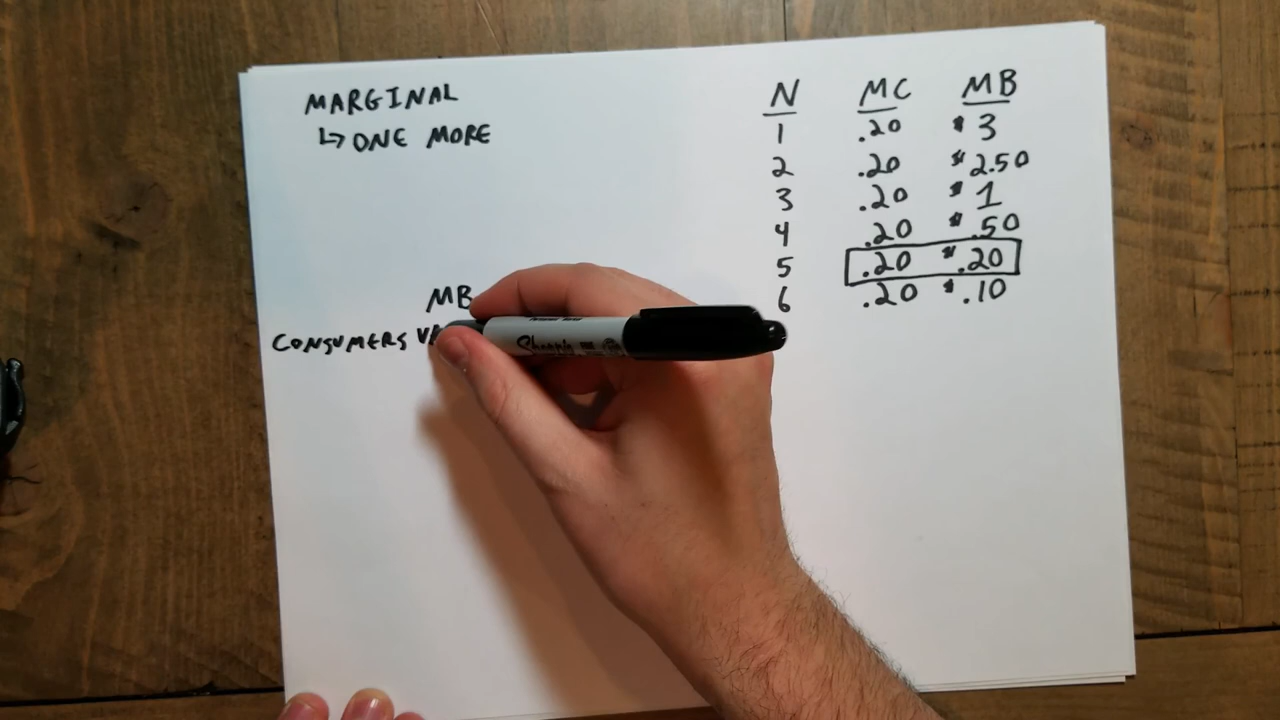 MARGINAL
↳ ONE MORE
N MC MB
1 .20 $3
2 .20 $2.50
3 .20 $1
4 .20 $.50
5 .20 $.20
6 .20 $.10
MB
CONSUMERS
Sharpie